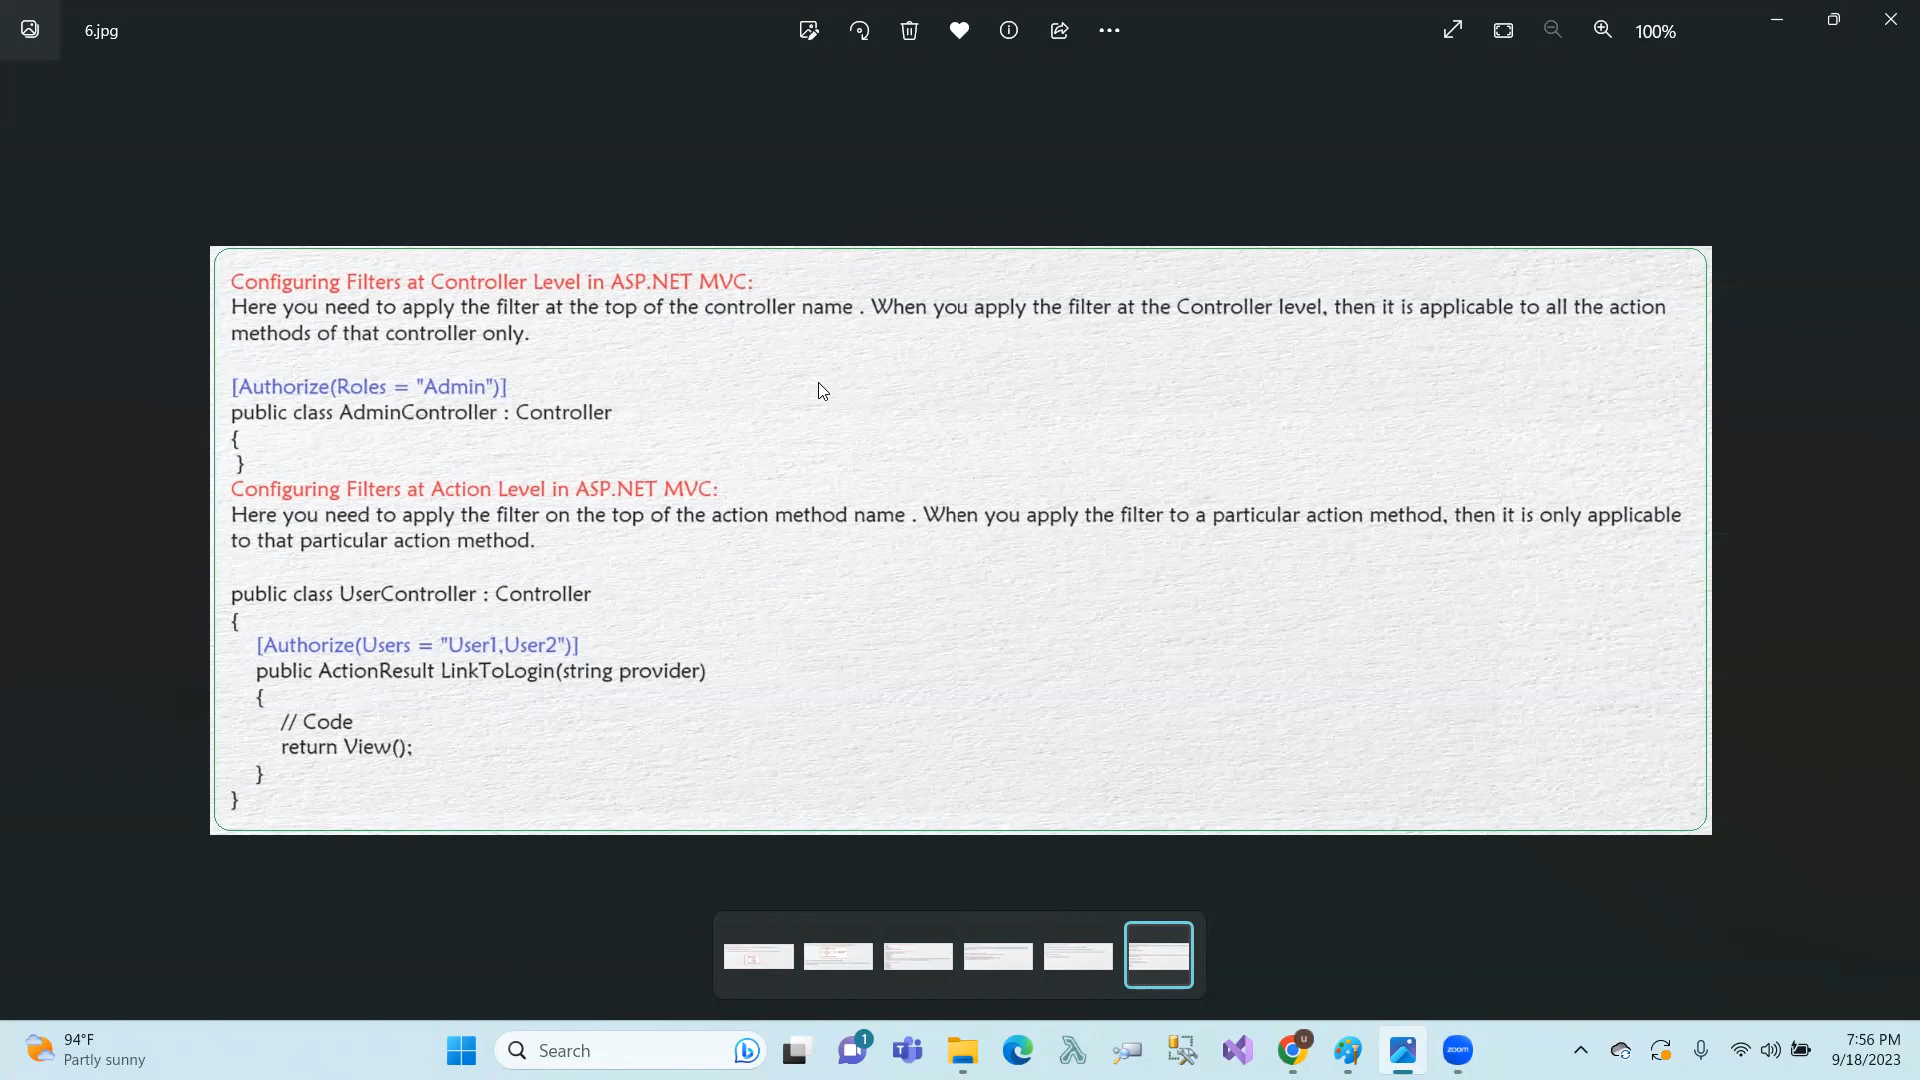 6.jpg
100%
Configuring Filters at Controller Level in ASP.NET MVC:
Here you need to apply the filter at the top of the controller name . When you apply the filter at the Controller level, then it is applicable to all the action
methods of that controller only.
[Authorize(Roles = "Admin")]
public class AdminController : Controller
{
}
Configuring Filters at Action Level in ASP.NET MVC:
Here you need to apply the filter on the top of the action method name . When you apply the filter to a particular action method, then it is only applicable
to that particular action method.
public class UserController : Controller
{
[Authorize(Users = "User1,User2")]
public ActionResult LinkToLogin(string provider)
{
// Code
return View();
}
}
94°F
Partly sunny
Search
1
u
zoom
7:56 PM
9/18/2023